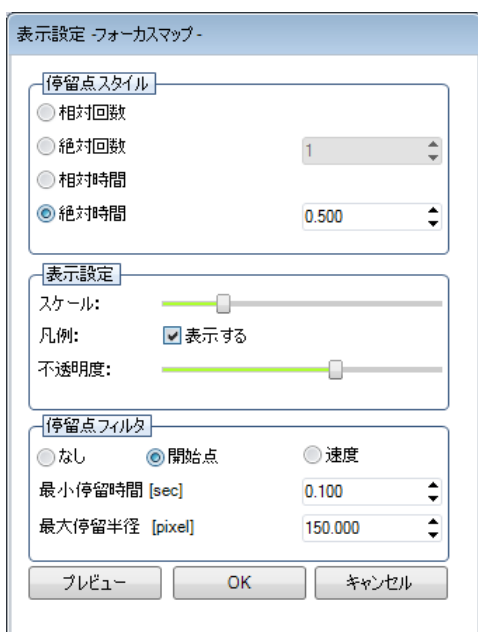 表示設定 -フォーカスマップ -
停留点スタイル
相対回数
絶対回数 1
相対時間
絶対時間 0.500
表示設定
スケール:
凡例: 表示する
不透明度:
停留点フィルタ
なし 開始点 速度
最小停留時間 [sec] 0.100
最大停留半径 [pixel] 150.000
プレビュー OK キャンセル